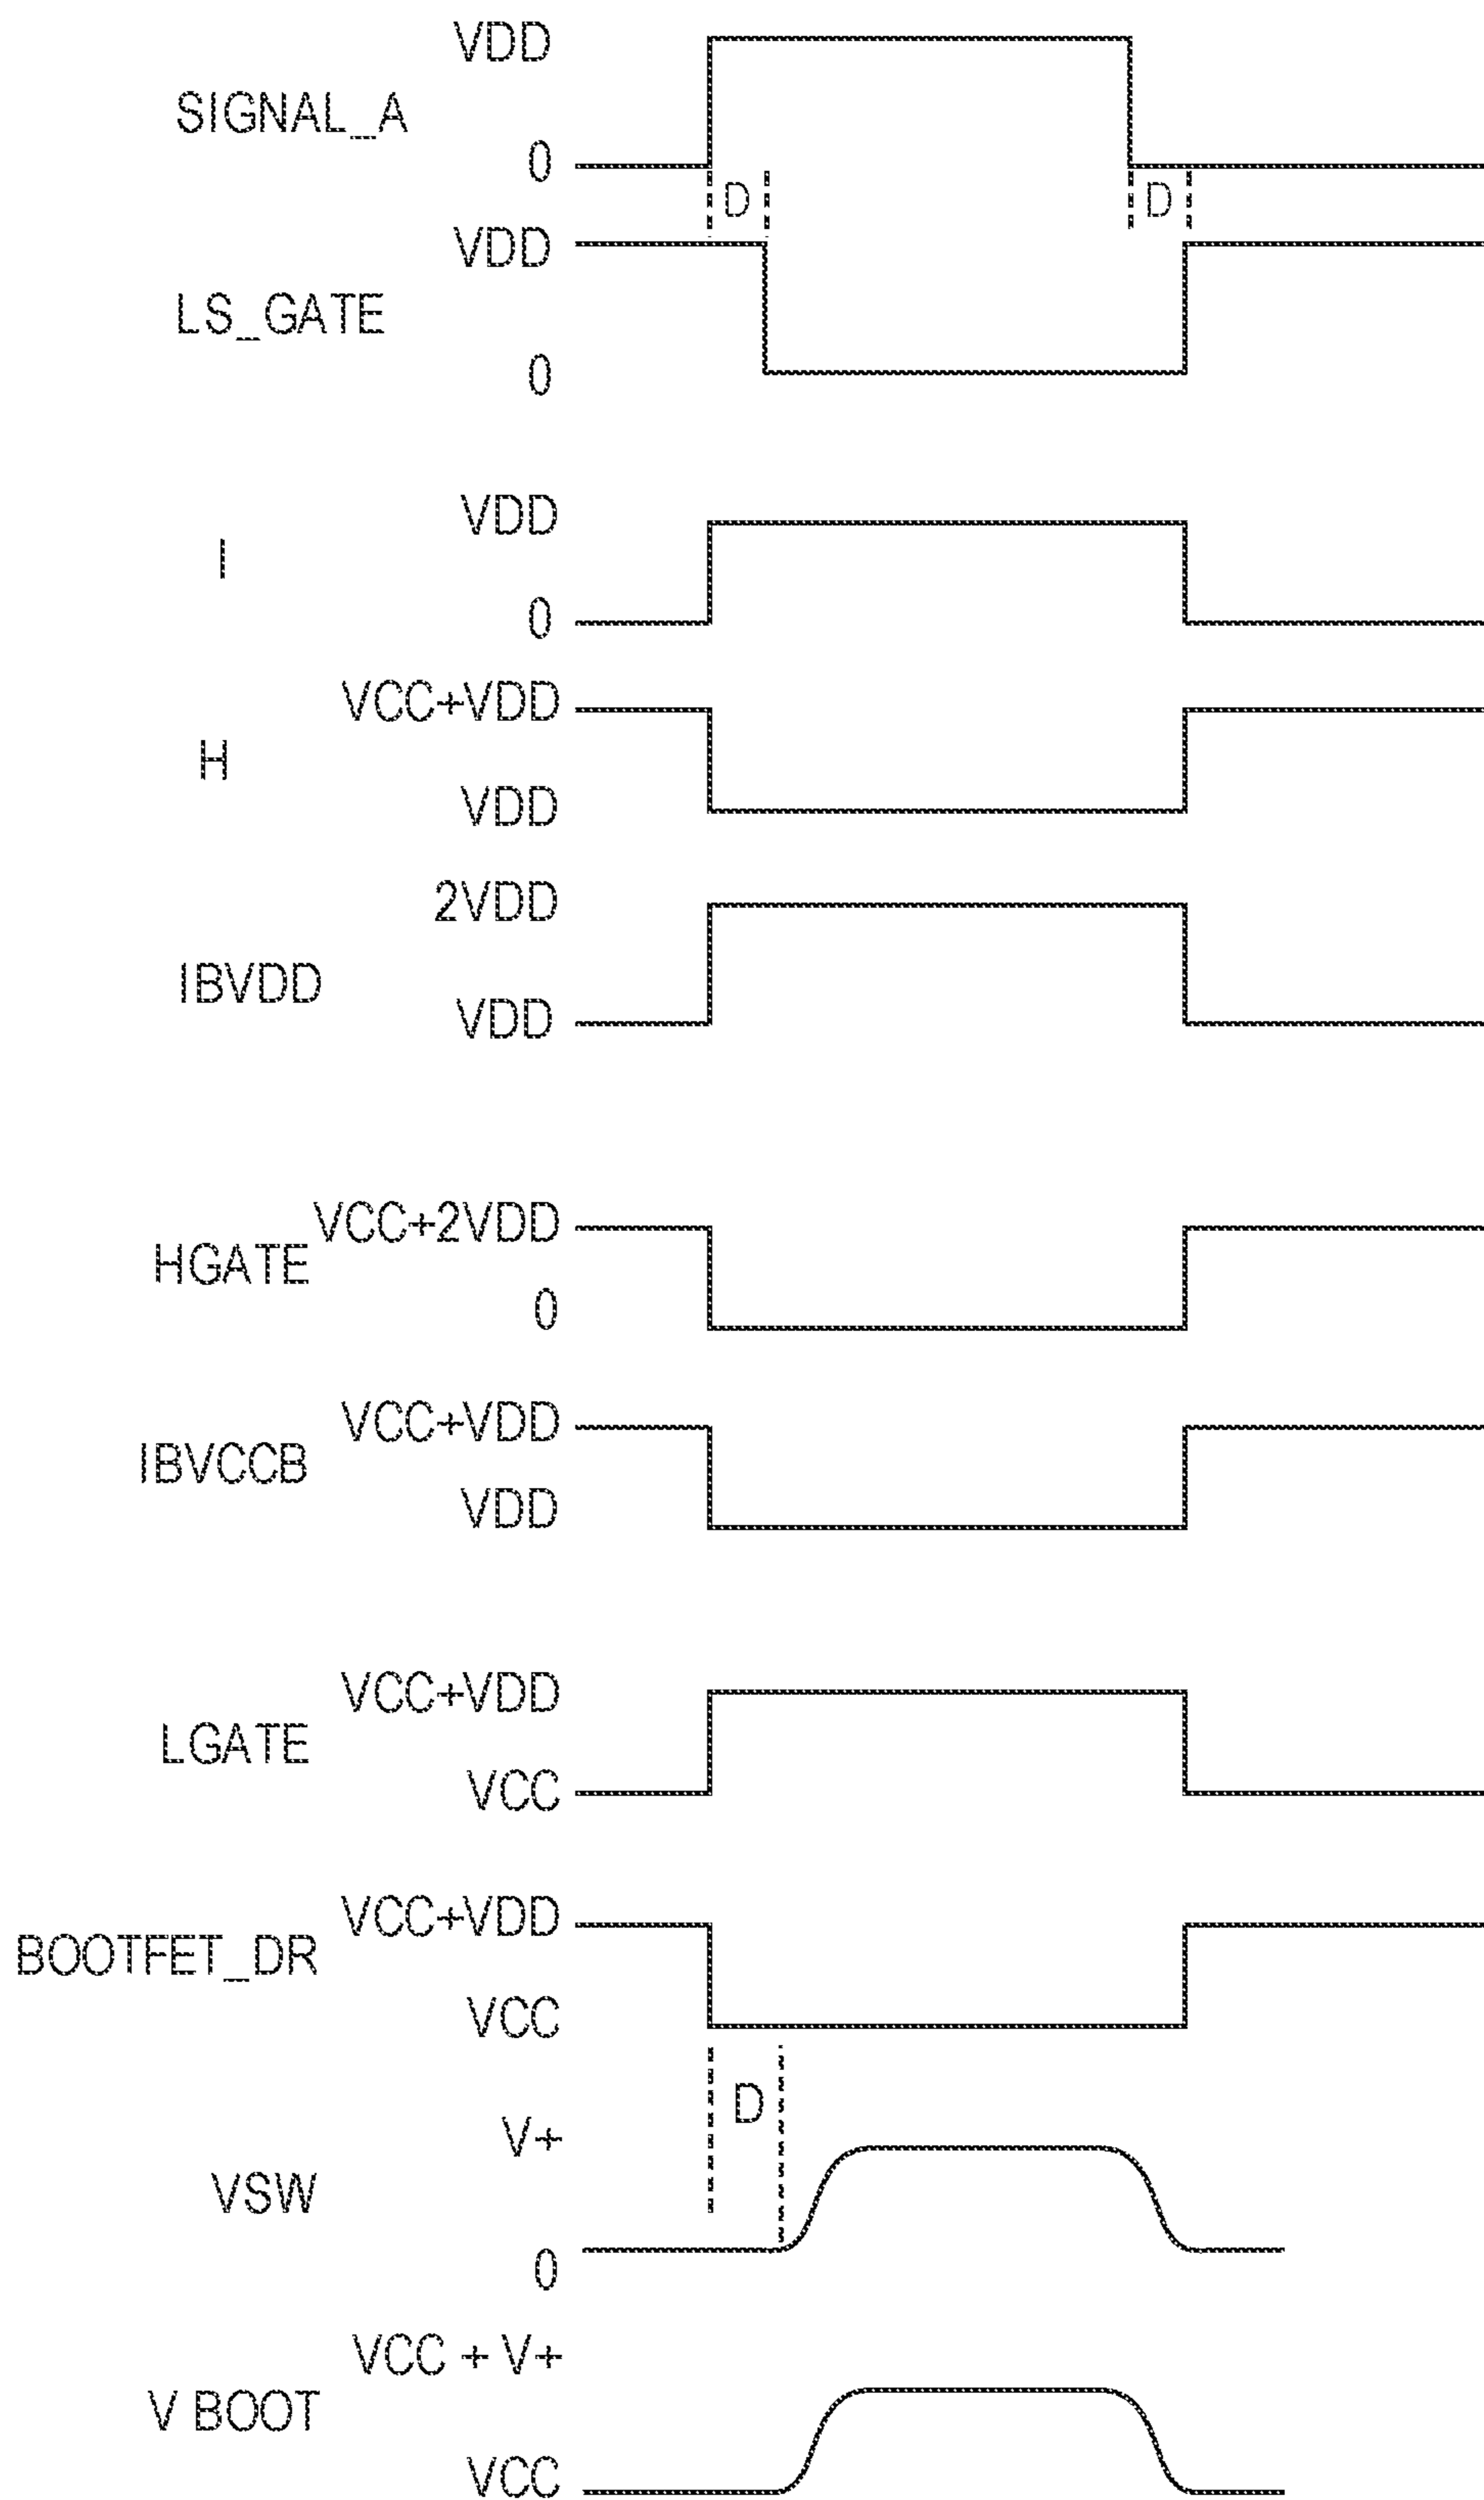 VDD
SIGNAL_A
0
D
D
VDD
LS_GATE
0
VDD
I
0
VCC+VDD
H
VDD
2VDD
IBVDD
VDD
VCC+2VDD
HGATE
0
VCC+VDD
IBVCCB
VDD
VCC+VDD
LGATE
VCC
VCC+VDD
BOOTFET_DR
VCC
D
V+
VSW
0
VCC + V+
V BOOT
VCC